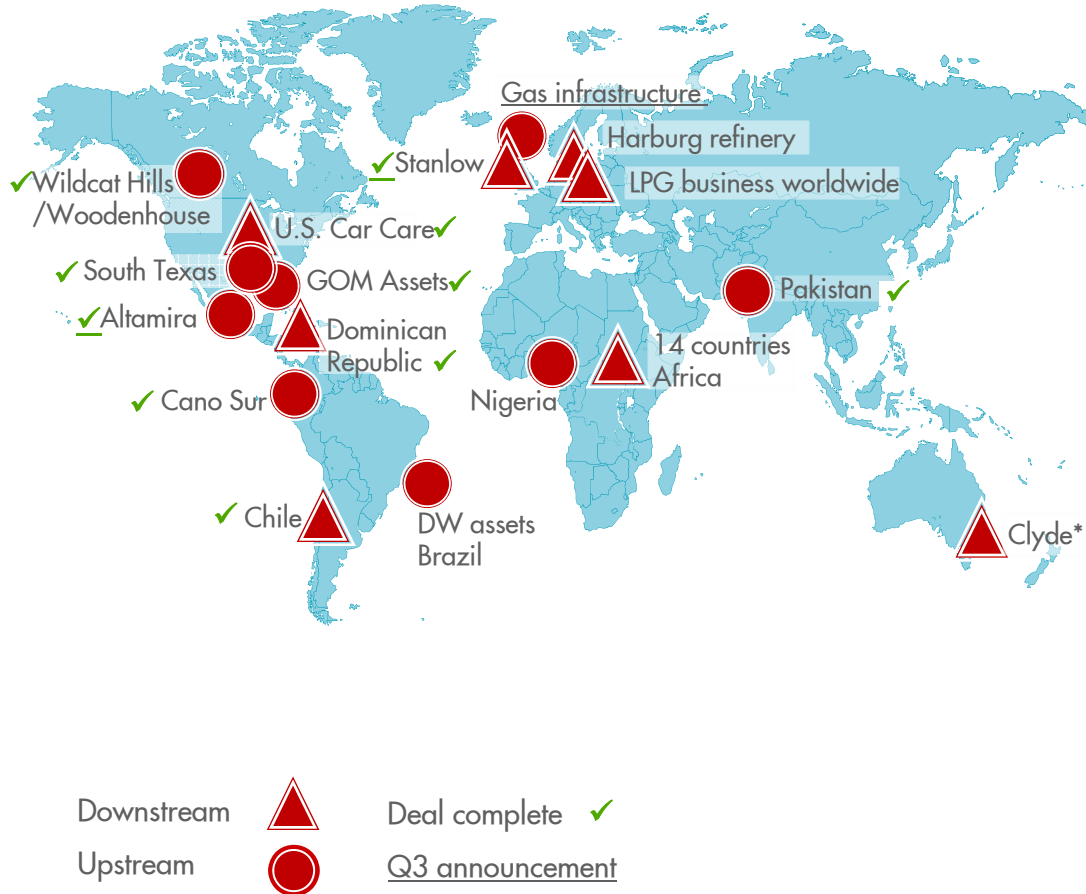 Gas infrastructure
Harburg refinery
✓Stanlow
LPG business worldwide
✓Wildcat Hills
/Woodenhouse
U.S. Car Care✓
✓South Texas
GOM Assets✓
Pakistan ✓
✓Altamira
Dominican
Republic ✓
14 countries
Africa
✓Cano Sur
Nigeria
✓Chile
DW assets
Brazil
Clyde*
Downstream
Deal complete ✓
Upstream
Q3 announcement